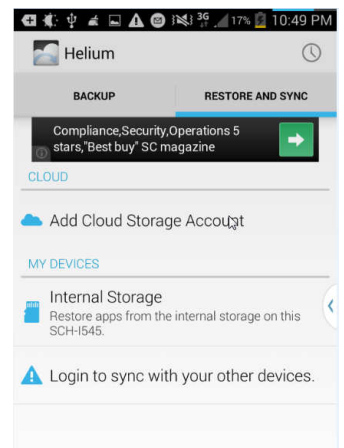 3G 17% 10:49 PM
Helium
BACKUP RESTORE AND SYNC
Compliance,Security,Operations 5
stars,"Best buy" SC magazine
CLOUD
Add Cloud Storage Account
MY DEVICES
Internal Storage
Restore apps from the internal storage on this
SCH-I545.
Login to sync with your other devices.